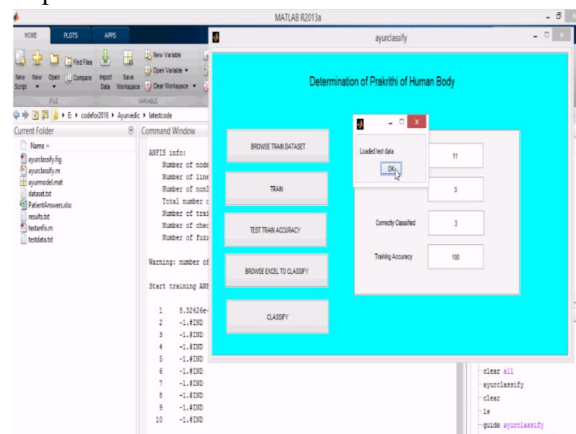 MATLAB R2013a
HOME PLOTS APPS
New Script New Open Find Files Compare Import Data Save Workspace New Variable Open Variable Clear Workspace
FILE VARIABLE
E: codefox2016 Ayurvedic latestcode
Current Folder
Name
ayurclassify.fig
ayurclassify.m
ayurmodel.mat
dataset.txt
PatientAnswers.xlsx
results.txt
testanfis.m
testdata.txt
Command Window
ANFIS info:
Number of node
Number of line
Number of nonl
Total number o
Number of trai
Number of chec
Number of fuzz
Warning: number of
Start training ANF
1 8.32426e-
2 -1.#IND
3 -1.#IND
4 -1.#IND
5 -1.#IND
6 -1.#IND
7 -1.#IND
8 -1.#IND
9 -1.#IND
10 -1.#IND
ayurclassify
Determination of Prakrithi of Human Body
BROWSE TRAIN DATASET
TRAIN
TEST TRAIN ACCURACY
BROWSE EXCEL TO CLASSIFY
CLASSIFY
Loaded test data
OK
11
3
Correctly Classified 3
Training Accuracy 100
clear all
ayurclassify
clear
ls
guide ayurclassify